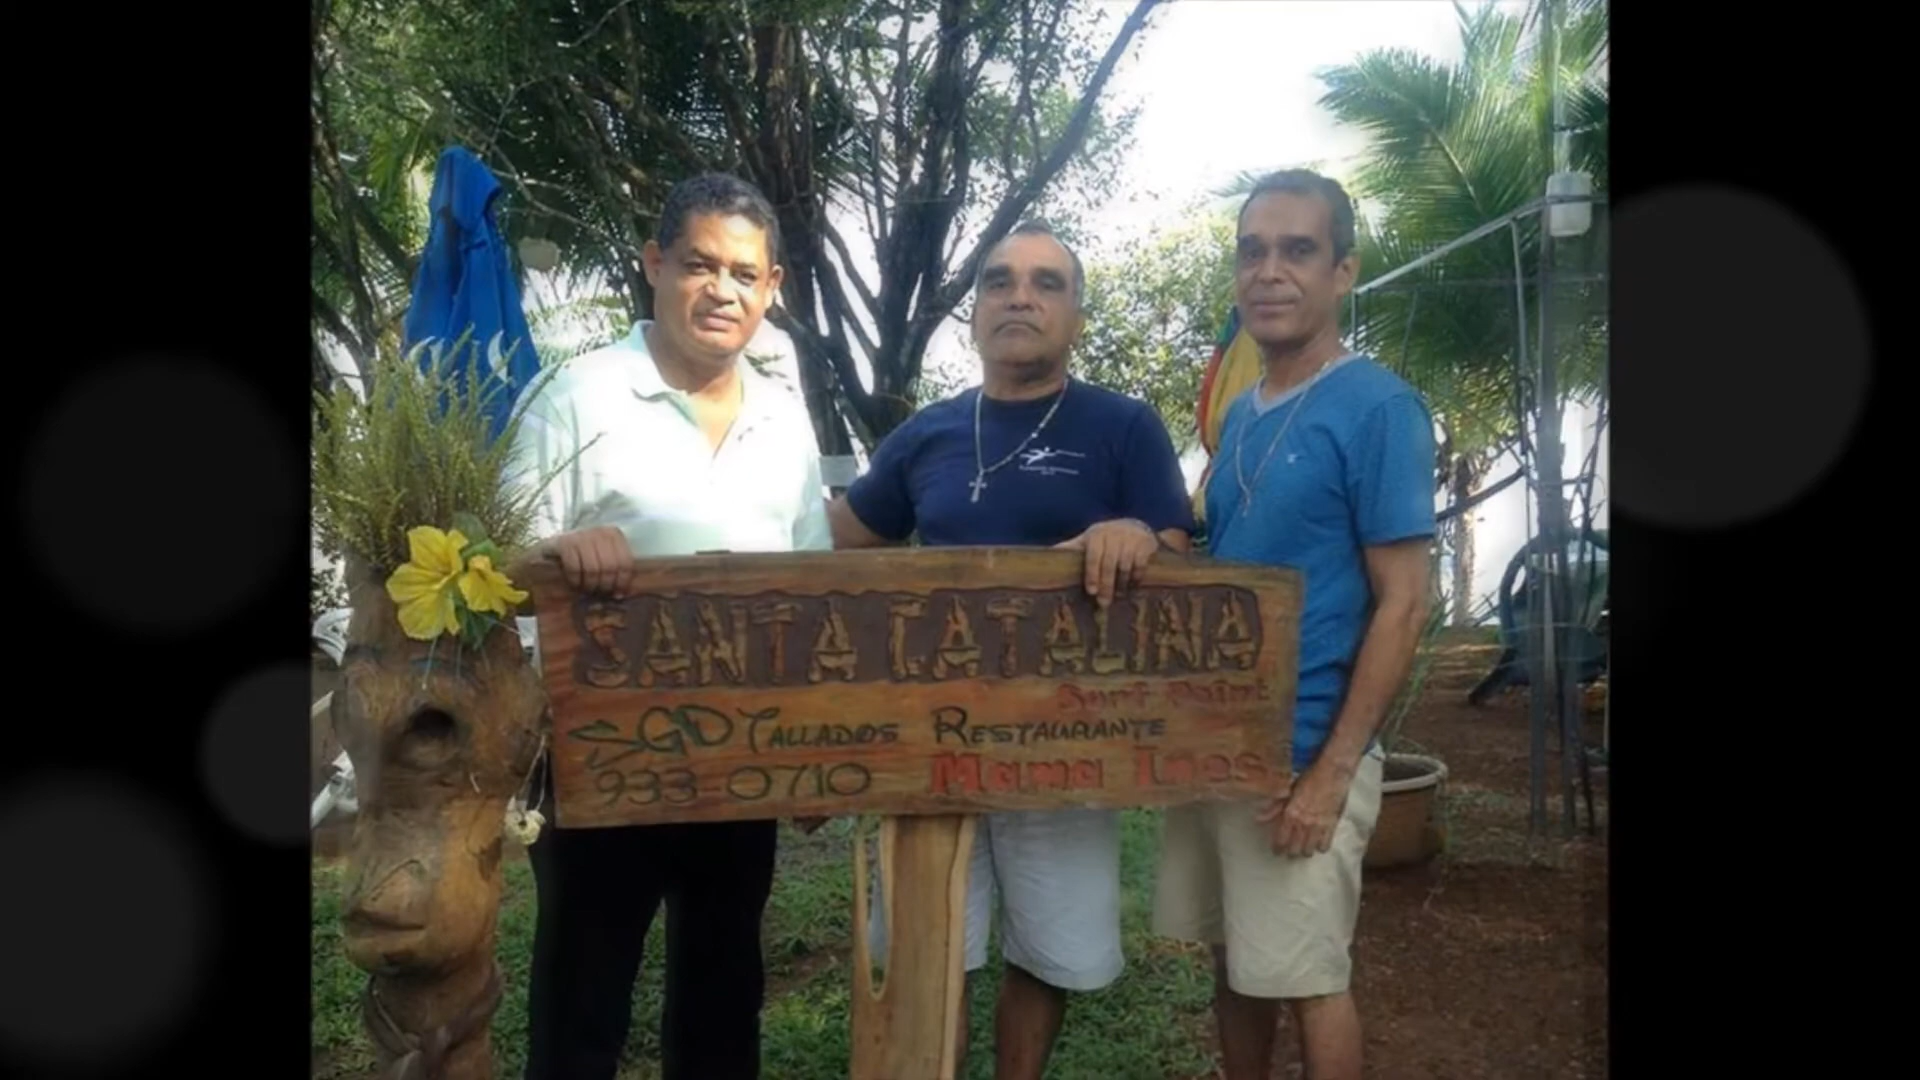 SANTA CATALINA
Surf Point
SGD TALLADOS RESTAURANTE
933-0710 Mama Ines